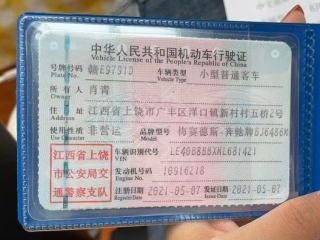 中华人民共和国机动车行驶证
Vehicle License of the People's Republic of China
号牌号码 赣E9791D 车辆类型 小型普通客车
Plate No. Vehicle Type
所有人 肖青
Owner
住址 江西省上饶市广丰区洋口镇新村村五桥2号
Address
使用性质 非营运 品牌型号 梅赛德斯-奔驰牌BJ6486M
Use Character Model
江西省上饶
市公安局交
通警察支队
车辆识别代号
VIN
发动机号码
Engine No.
注册日期 2021-05-07 发证日期 2021-05-07
Register Date Issue Date